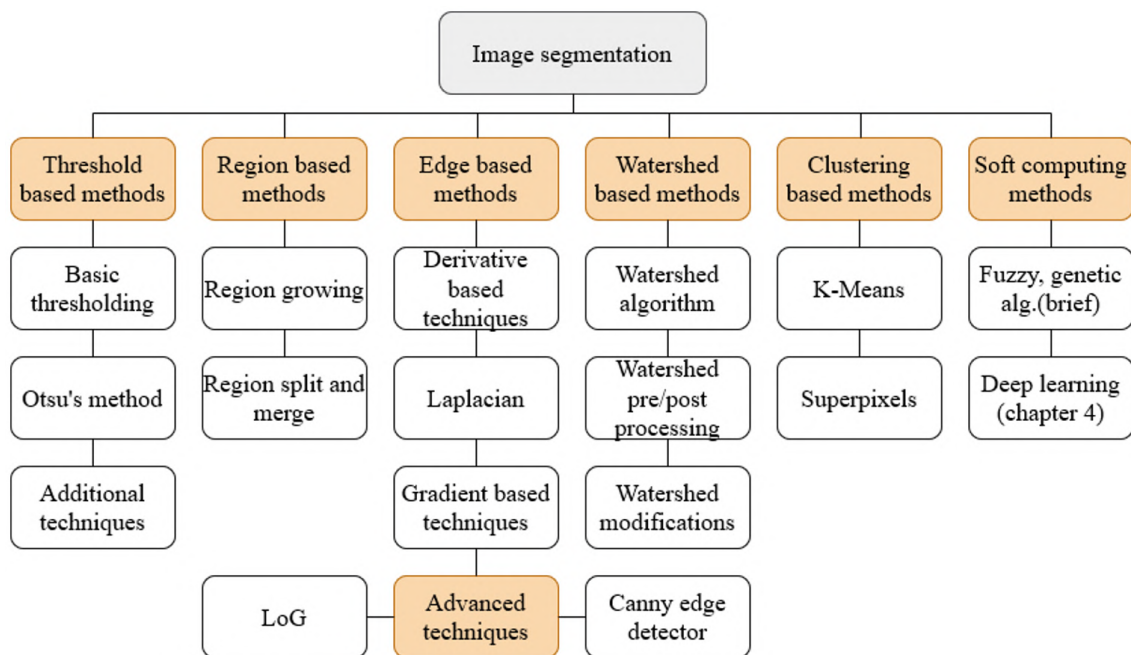 Image segmentation
Threshold
based methods
Region based
methods
Edge based
methods
Watershed
based methods
Clustering
based methods
Soft computing
methods
Basic
thresholding
Region growing
Derivative
based
techniques
Watershed
algorithm
K-Means
Fuzzy, genetic
alg.(brief)
Otsu's method
Region split and
merge
Laplacian
Watershed
pre/post
processing
Superpixels
Deep learning
(chapter 4)
Additional
techniques
Gradient based
techniques
Watershed
modifications
LoG
Advanced
techniques
Canny edge
detector